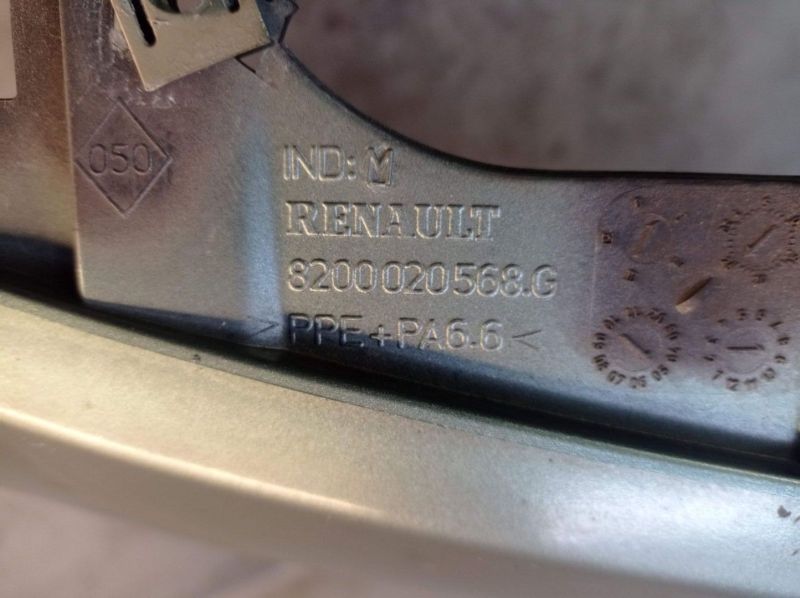 050
IND: M
RENAULT
8200020568.G
>PPE+PA6.6<